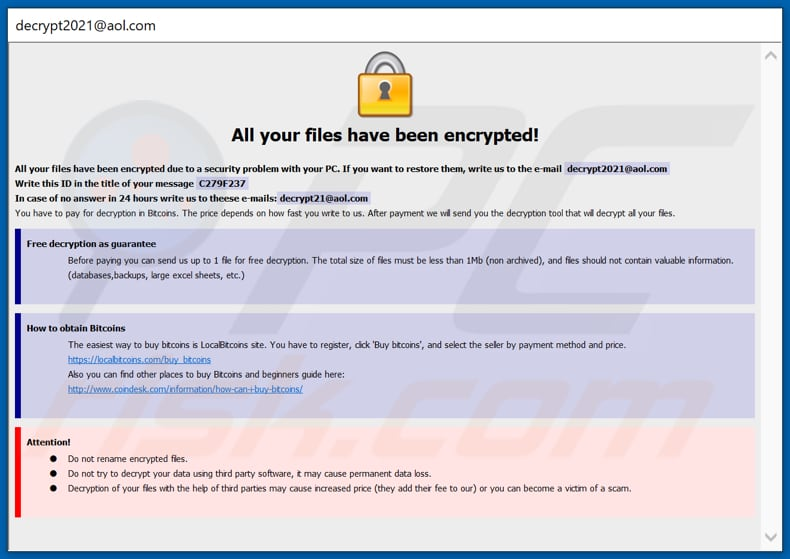 decrypt2021@aol.com
All your files have been encrypted!
All your files have been encrypted due to a security problem with your PC. If you want to restore them, write us to the e-mail decrypt2021@aol.com
Write this ID in the title of your message C279F237
In case of no answer in 24 hours write us to theese e-mails: decrypt21@aol.com
You have to pay for decryption in Bitcoins. The price depends on how fast you write to us. After payment we will send you the decryption tool that will decrypt all your files.
Free decryption as guarantee
Before paying you can send us up to 1 file for free decryption. The total size of files must be less than 1Mb (non archived), and files should not contain valuable information.
(databases,backups, large excel sheets, etc.)
How to obtain Bitcoins
The easiest way to buy bitcoins is LocalBitcoins site. You have to register, click 'Buy bitcoins', and select the seller by payment method and price.
https://localbitcoins.com/buy_bitcoins
Also you can find other places to buy Bitcoins and beginners guide here:
http://www.coindesk.com/information/how-can-i-buy-bitcoins/
Attention!
Do not rename encrypted files.
Do not try to decrypt your data using third party software, it may cause permanent data loss.
Decryption of your files with the help of third parties may cause increased price (they add their fee to our) or you can become a victim of a scam.
PC
risk.com